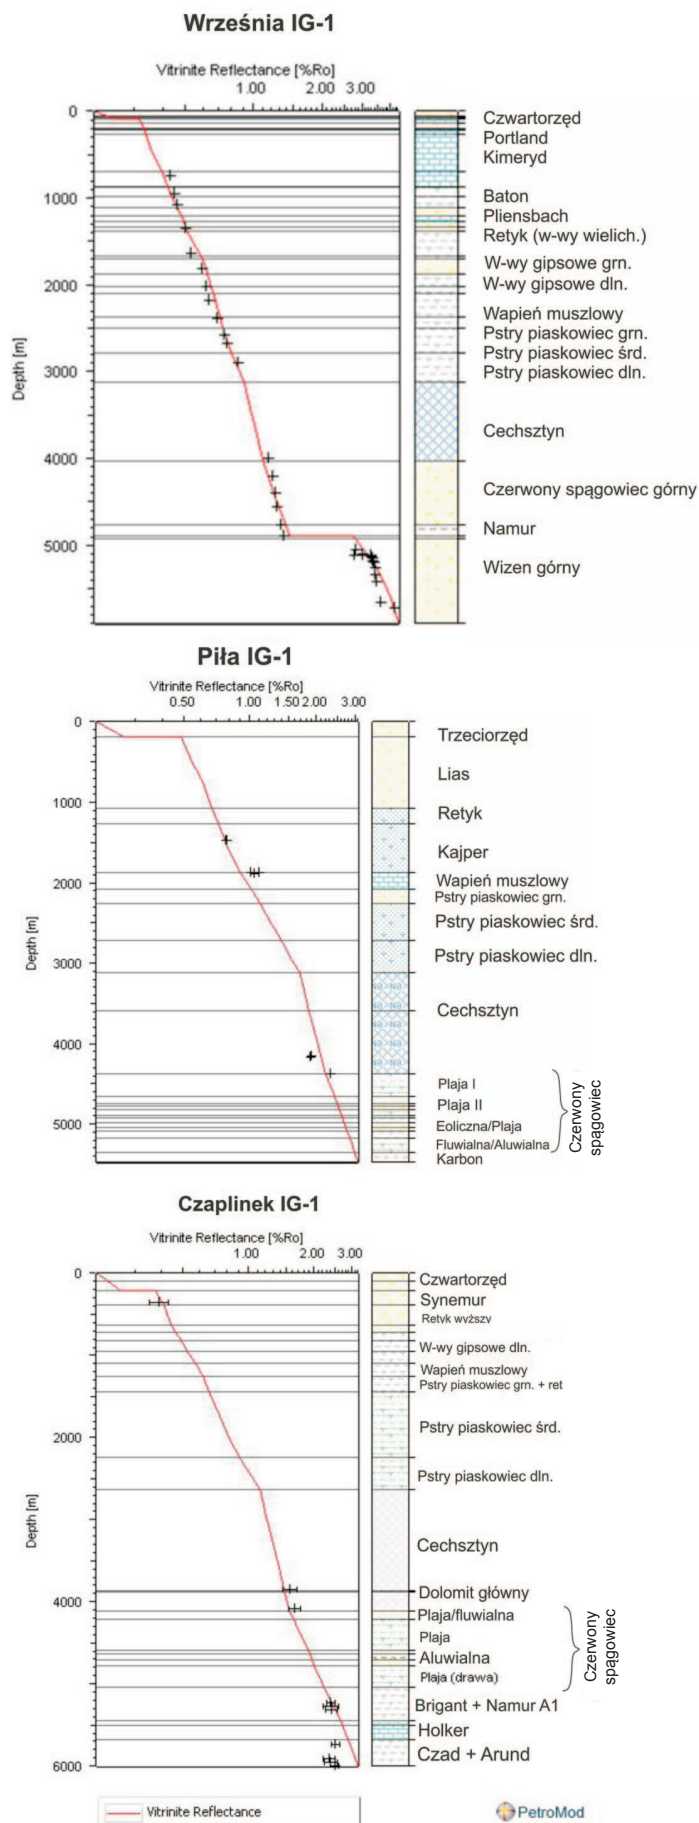 Września IG-1
Vitrinite Reflectance [%Ro]
1.00 2.00 3.00
Depth [m]
0
1000
2000
3000
4000
5000
Czwartorzęd
Portland
Kimeryd
Baton
Pliensbach
Retyk (w-wy wielich.)
W-wy gipsowe grn.
W-wy gipsowe dln.
Wapień muszlowy
Pstry piaskowiec grn.
Pstry piaskowiec śrd.
Pstry piaskowiec dln.
Cechsztyn
Czerwony spągowiec górny
Namur
Wizen górny
Piła IG-1
Vitrinite Reflectance [%Ro]
0.50 1.00 1.50 2.00 3.00
Depth [m]
0
1000
2000
3000
4000
5000
Trzeciorzęd
Lias
Retyk
Kajper
Wapień muszlowy
Pstry piaskowiec grn.
Pstry piaskowiec śrd.
Pstry piaskowiec dln.
Cechsztyn
Plaja I
Plaja II
Eoliczna/Plaja
Fluwialna/Aluwialna
Karbon
Czerwony
spągowiec
Czaplinek IG-1
Vitrinite Reflectance [%Ro]
1.00 2.00 3.00
Depth [m]
0
2000
4000
6000
Czwartorzęd
Synemur
Retyk wyższy
W-wy gipsowe dln.
Wapień muszlowy
Pstry piaskowiec grn. + ret
Pstry piaskowiec śrd.
Pstry piaskowiec dln.
Cechsztyn
Dolomit główny
Plaja/fluwialna
Plaja
Aluwialna
Plaja (drawa)
Brigant + Namur A1
Holker
Czad + Arund
Czerwony
spągowiec
Vitrinite Reflectance
PetroMod